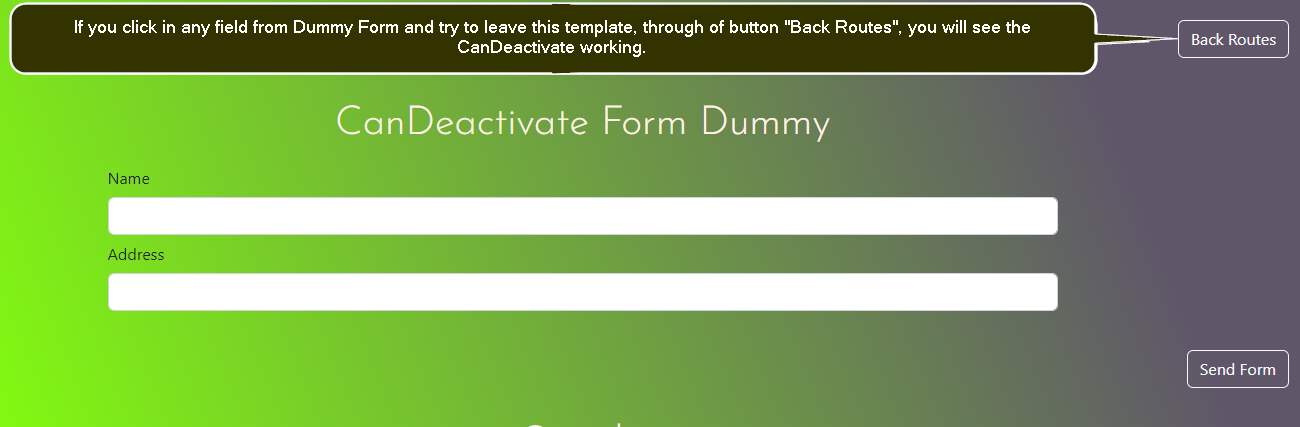 If you click in any field from Dummy Form and try to leave this template, through of button "Back Routes", you will see the
CanDeactivate working.
Back Routes
CanDeactivate Form Dummy
Name
Address
Send Form